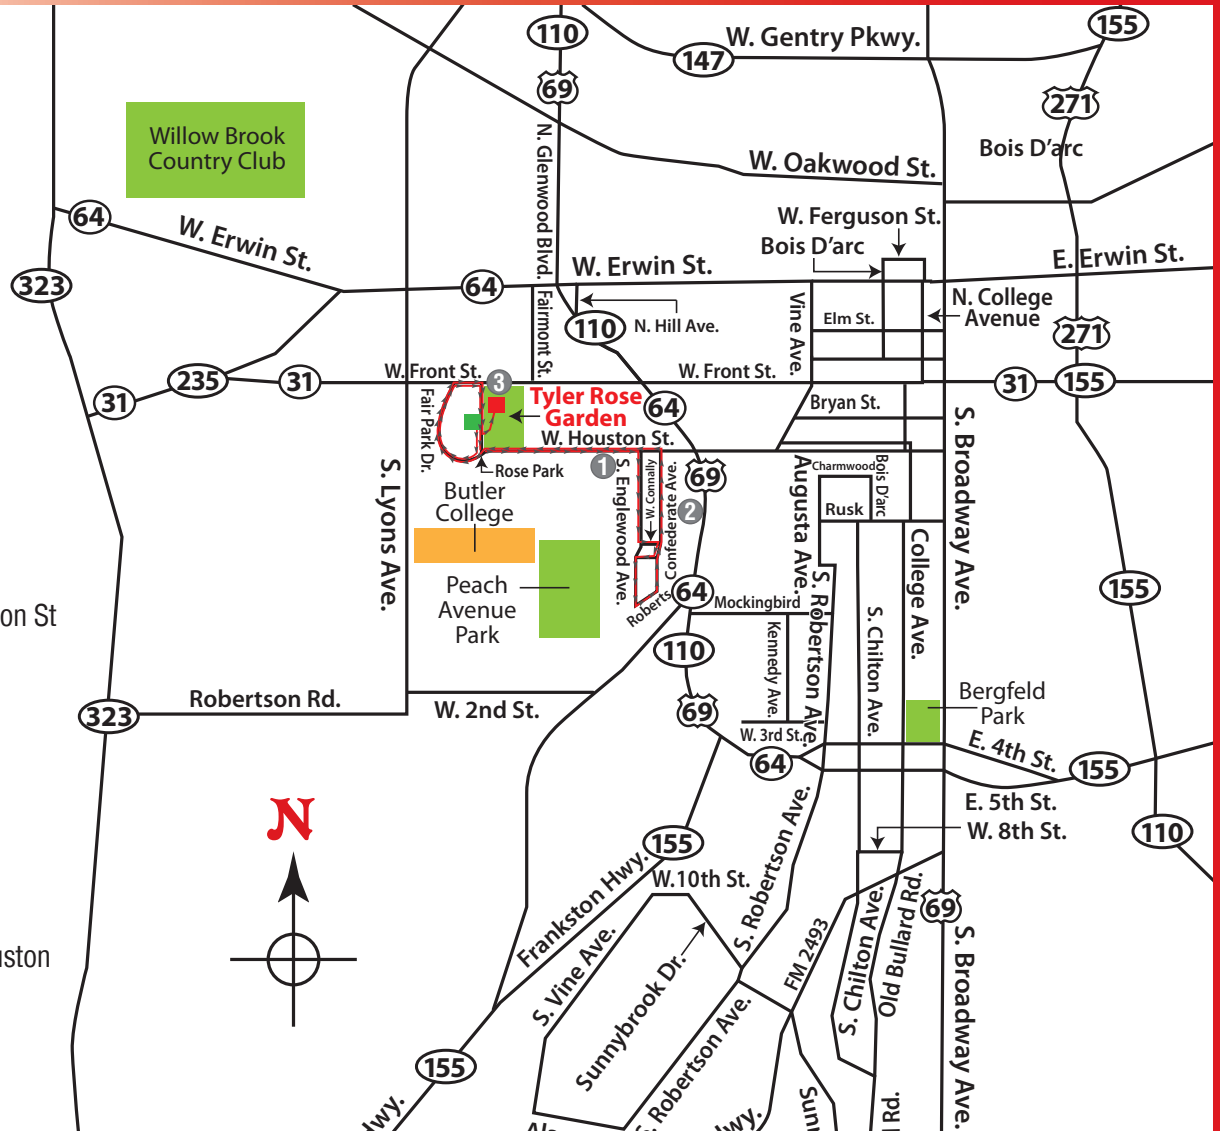 155
110
W. Gentry Pkwy.
147
69
271
Willow Brook
Country Club
N. Glenwood Blvd.
Bois D'arc
W. Oakwood St.
64
W. Erwin St.
W. Ferguson St.
Bois D'arc
323
64
W. Erwin St.
E. Erwin St.
Fairmont St.
N. Hill Ave.
110
Vine Ave.
Elm St.
N. College
Avenue
271
W. Front St.
W. Front St.
235
31
3
31
155
31
Fair Park Dr.
Tyler Rose
Garden
64
Bryan St.
S. Broadway Ave.
W. Houston St.
Rose Park
1
S. Englewood Ave.
W. Connally
Confederate Ave.
69
Augusta Ave.
Charmwood
Bois D'arc
S. Lyons Ave.
Butler
College
2
Rusk
College Ave.
Peach
Avenue
Park
Roberts
64
Mockingbird
S. Robertson Ave.
S. Chilton Ave.
155
on St
Kennedy Ave.
110
Robertson Rd.
W. 2nd St.
323
69
Bergfeld
Park
W. 3rd St.
64
E. 4th St.
155
E. 5th St.
W. 8th St.
N
155
110
Frankston Hwy.
W. 10th St.
S. Robertson Ave.
S. Chilton Ave.
Old Bullard Rd.
69
S. Vine Ave.
Sunnybrook Dr.
FM 2493
S. Broadway Ave.
uston
S. Robertson Ave.
155